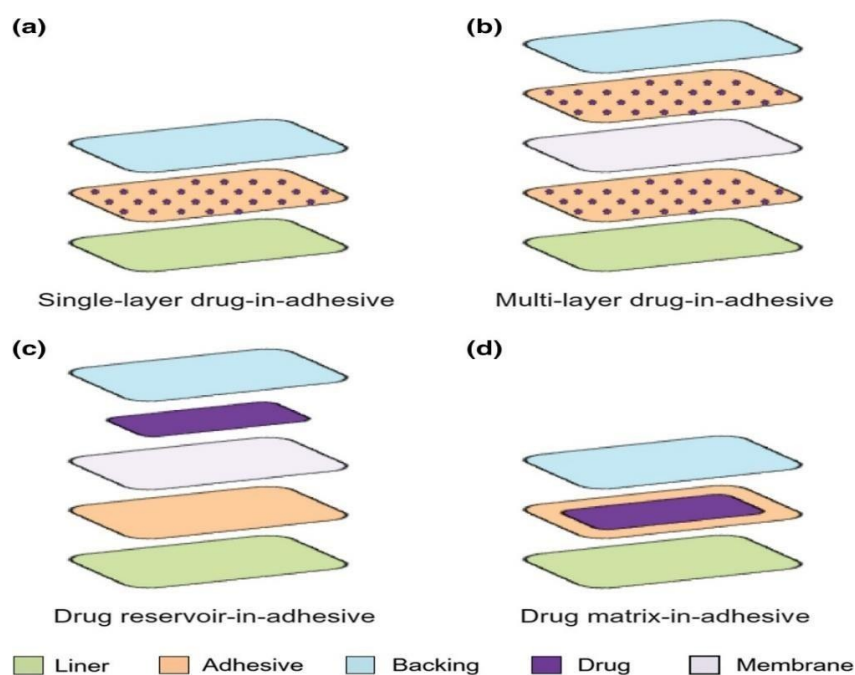 (a)
(b)
Single-layer drug-in-adhesive
Multi-layer drug-in-adhesive
(c)
(d)
Drug reservoir-in-adhesive
Drug matrix-in-adhesive
Liner
Adhesive
Backing
Drug
Membrane